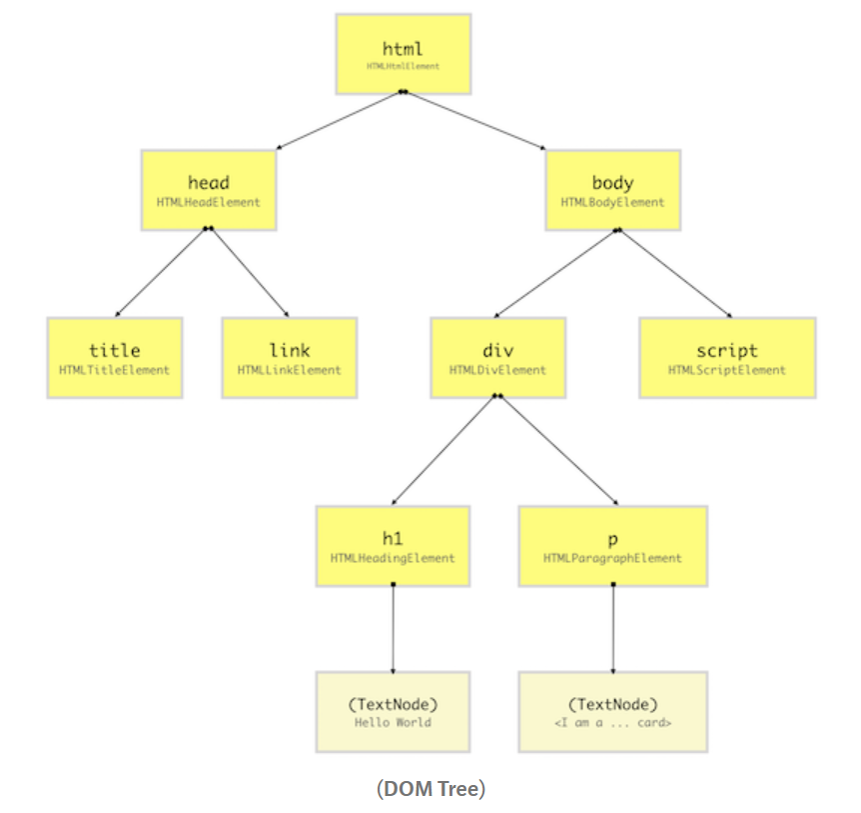 html
HTMLHtmlElement
head
HTMLHeadElement
body
HTMLBodyElement
title
HTMLTitleElement
link
HTMLLinkElement
div
HTMLDivElement
script
HTMLScriptElement
h1
HTMLHeadingElement
p
HTMLParagraphElement
(TextNode)
Hello World
(TextNode)
<I am a ... card>
(DOM Tree)